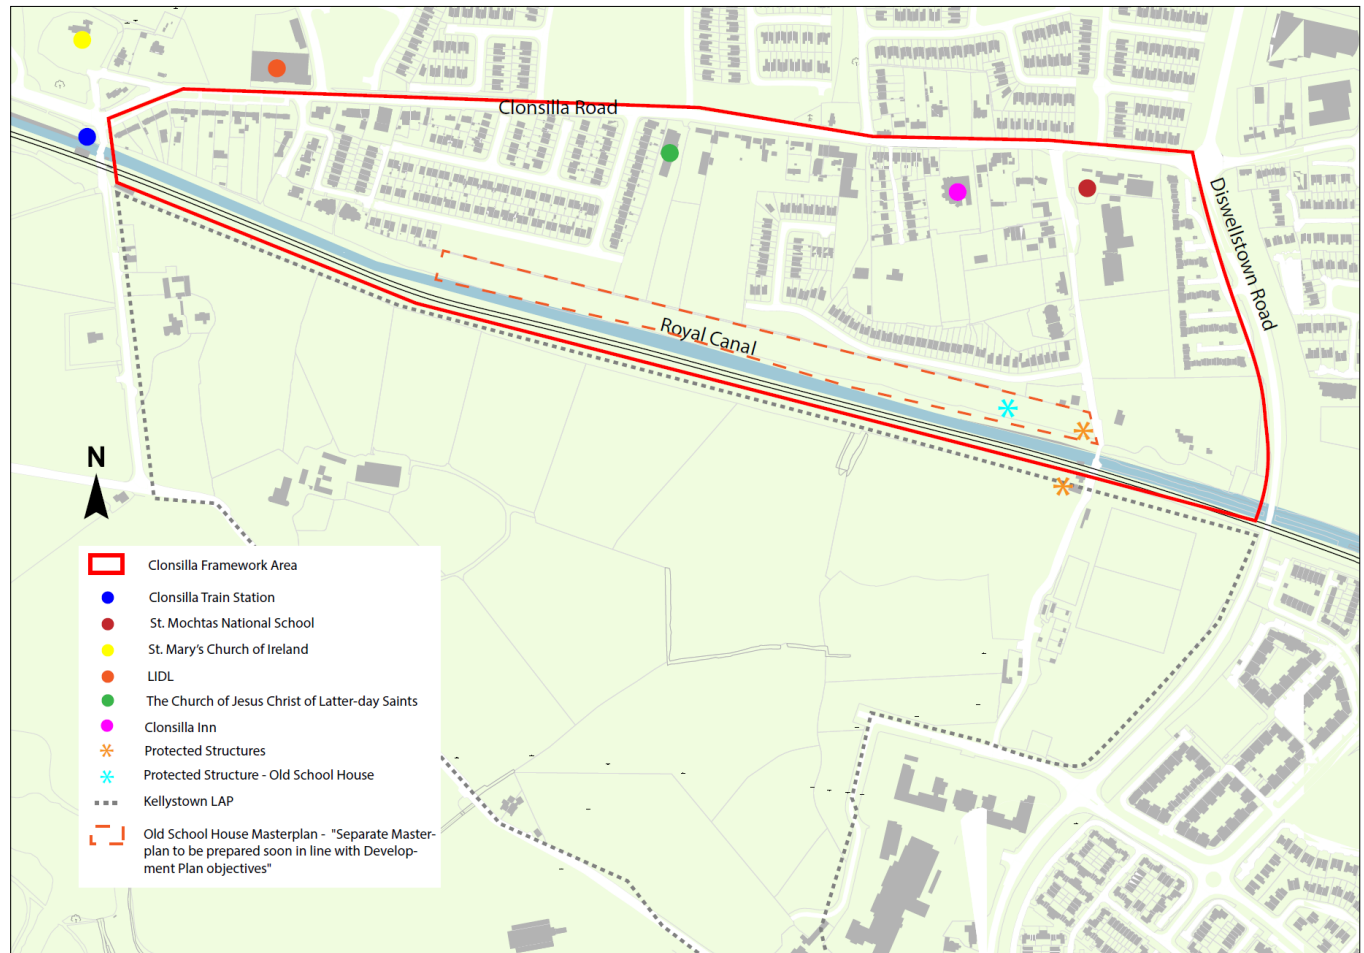 Clonsilla Road
Diswellstown Road
Royal Canal
N
Clonsilla Framework Area
Clonsilla Train Station
St. Mochtas National School
St. Mary's Church of Ireland
LIDL
The Church of Jesus Christ of Latter-day Saints
Clonsilla Inn
Protected Structures
Protected Structure - Old School House
Kellystown LAP
Old School House Masterplan - "Separate Master-
plan to be prepared soon in line with Develop-
ment Plan objectives"